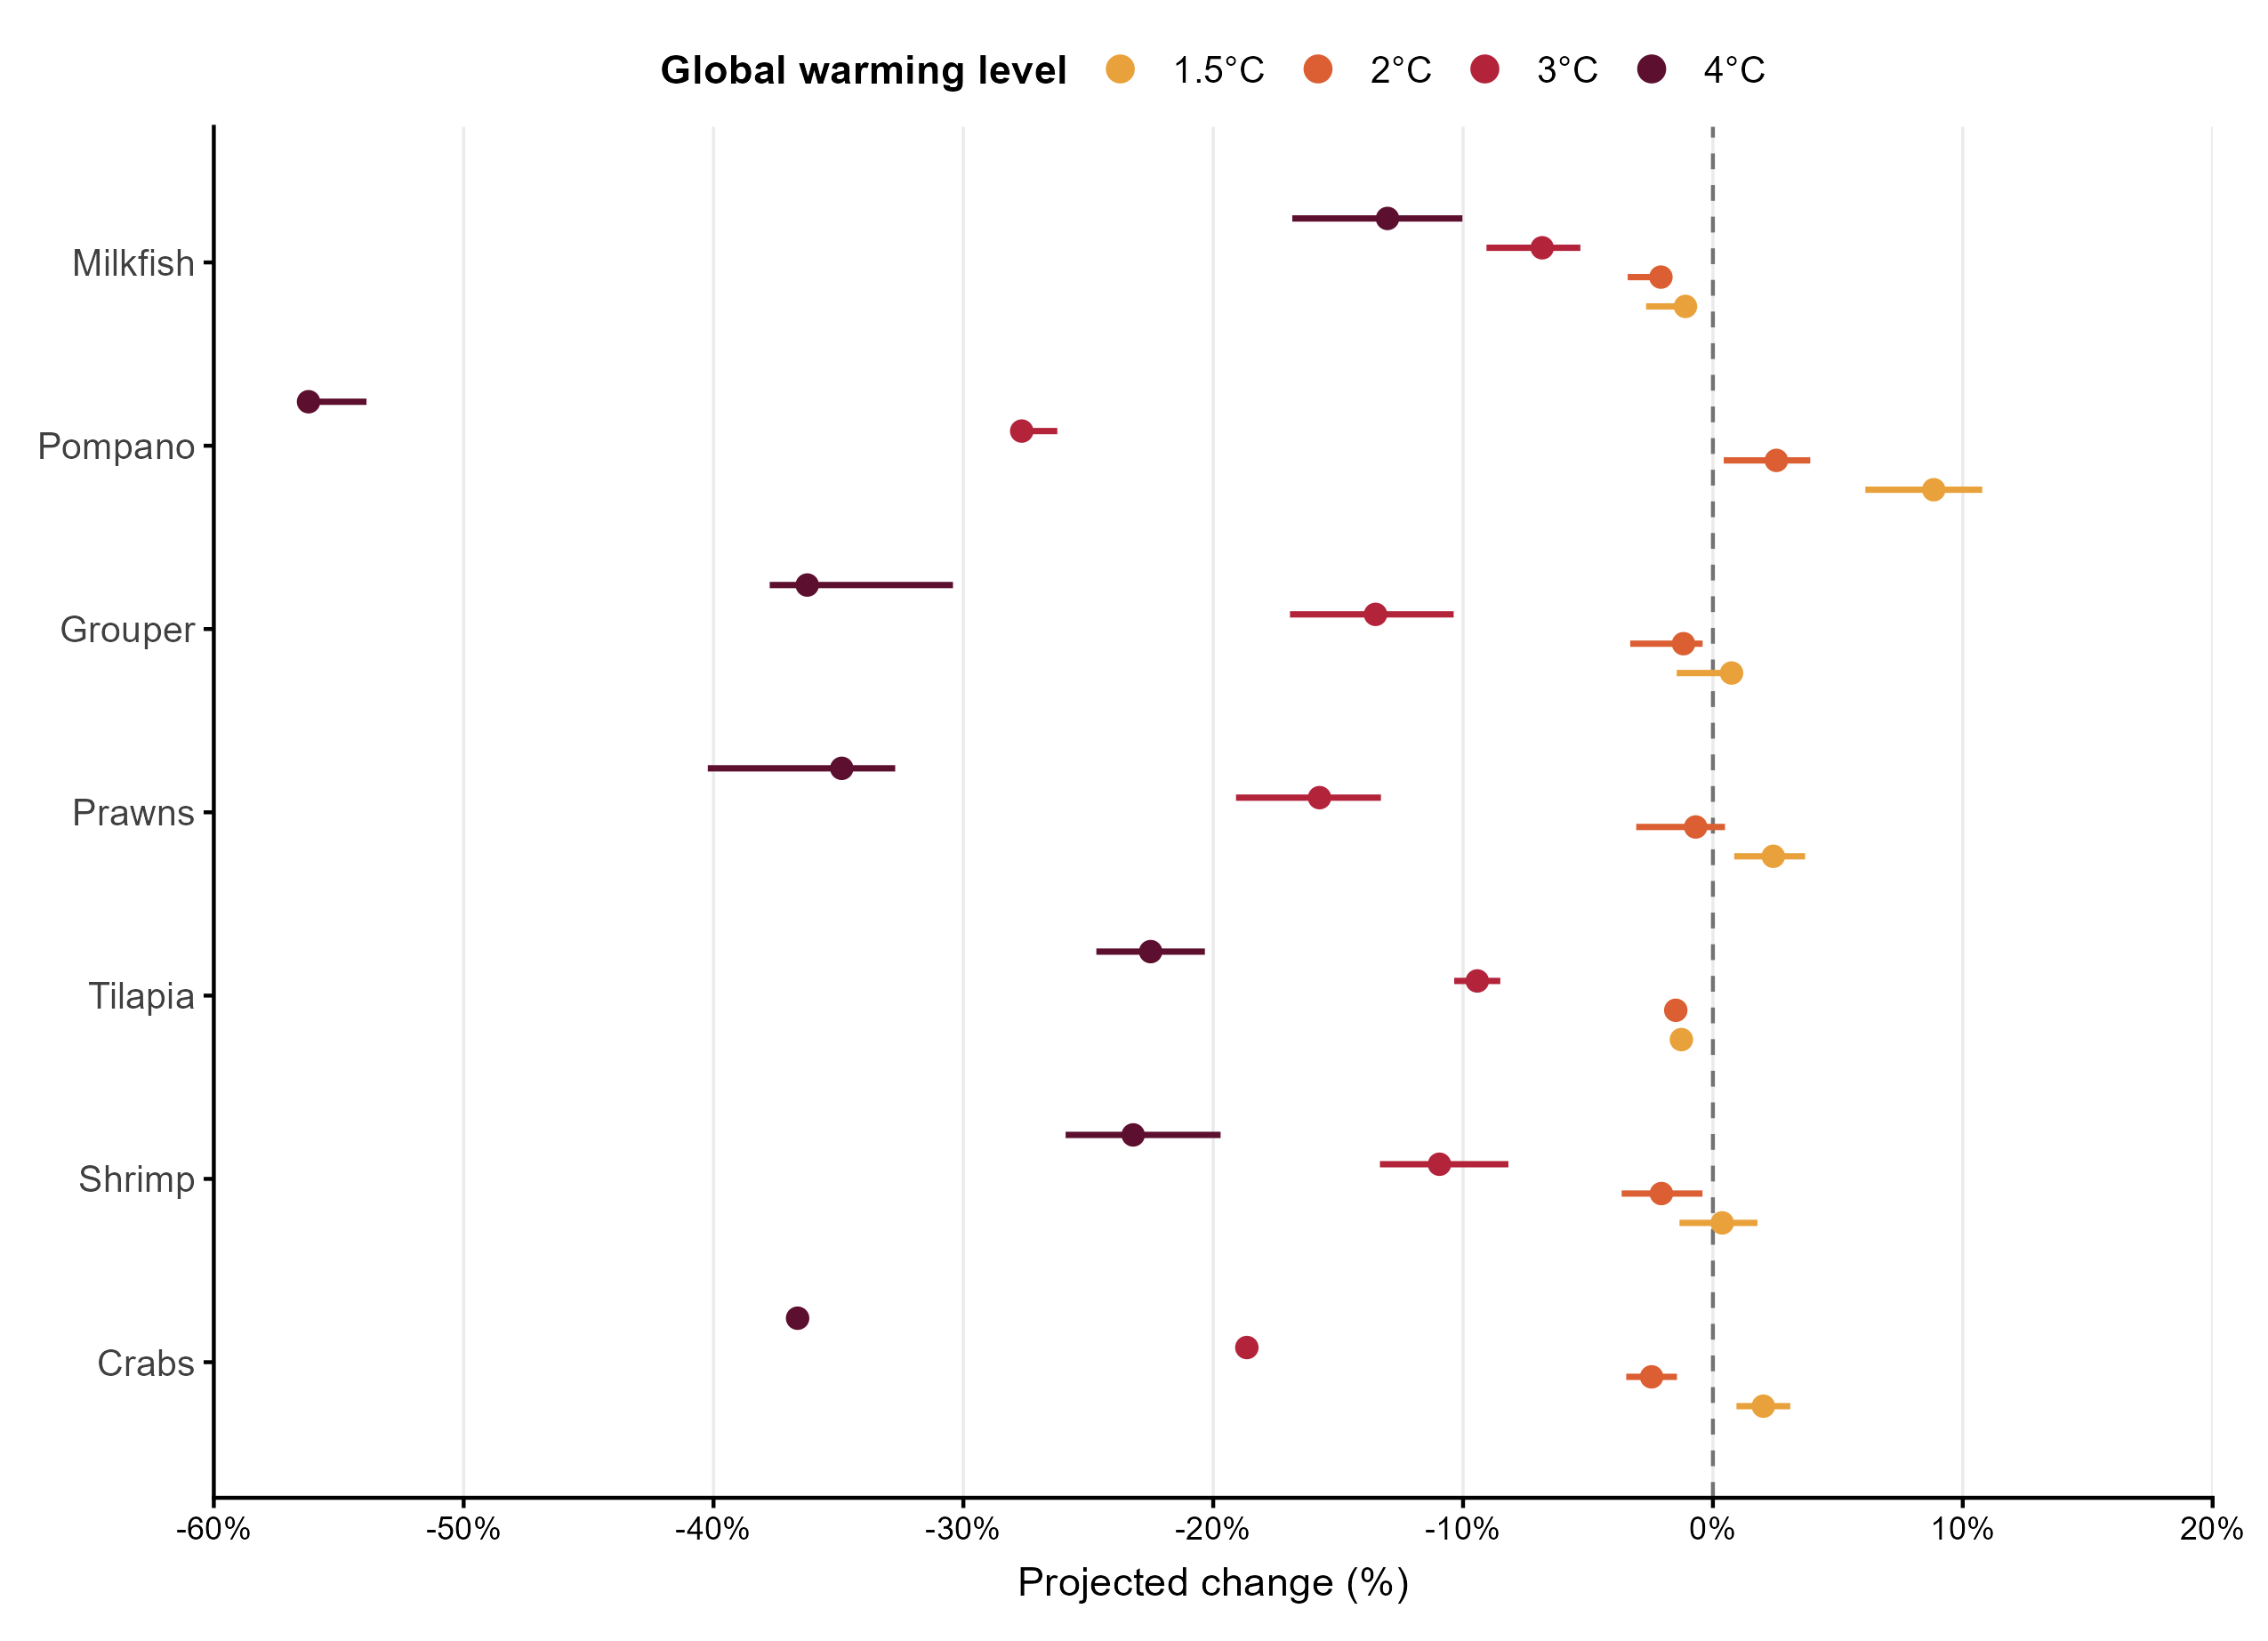 Global warming level 1.5°C 2°C 3°C 4°C
Milkfish
Pompano
Grouper
Prawns
Tilapia
Shrimp
Crabs
-60% -50% -40% -30% -20% -10% 0% 10% 20%
Projected change (%)